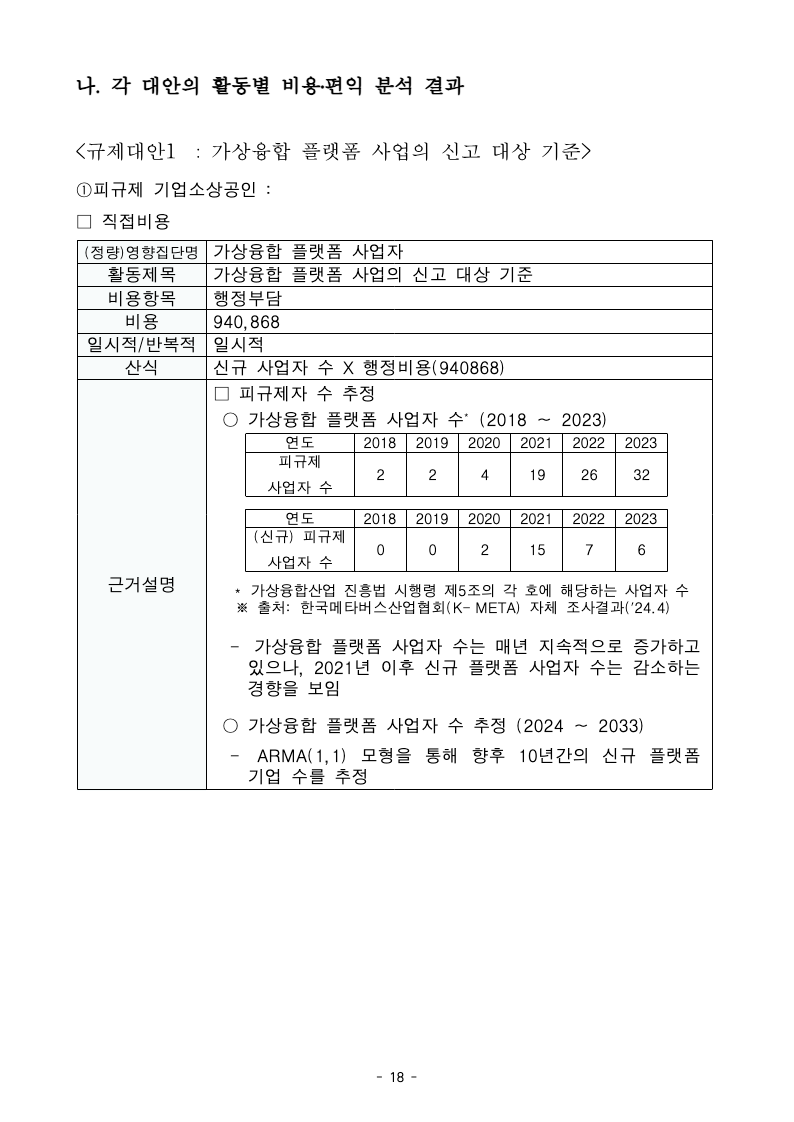 나. 각 대안의 활동별 비용·편익 분석 결과
<규제대안1 : 가상융합 플랫폼 사업의 신고 대상 기준>
①피규제 기업소상공인 :
□ 직접비용
(정량)영향집단명 가상융합 플랫폼 사업자
활동제목 가상융합 플랫폼 사업의 신고 대상 기준
비용항목 행정부담
비용 940,868
일시적/반복적 일시적
산식 신규 사업자 수 X 행정비용(940868)
근거설명
□ 피규제자 수 추정
○ 가상융합 플랫폼 사업자 수* (2018 ~ 2023)
연도 2018 2019 2020 2021 2022 2023
피규제
사업자 수 2 2 4 19 26 32
연도 2018 2019 2020 2021 2022 2023
(신규) 피규제
사업자 수 0 0 2 15 7 6
* 가상융합산업 진흥법 시행령 제5조의 각 호에 해당하는 사업자 수
※ 출처: 한국메타버스산업협회(K-META) 자체 조사결과('24.4)
- 가상융합 플랫폼 사업자 수는 매년 지속적으로 증가하고
있으나, 2021년 이후 신규 플랫폼 사업자 수는 감소하는
경향을 보임
○ 가상융합 플랫폼 사업자 수 추정 (2024 ~ 2033)
- ARMA(1,1) 모형을 통해 향후 10년간의 신규 플랫폼
기업 수를 추정
- 18 -